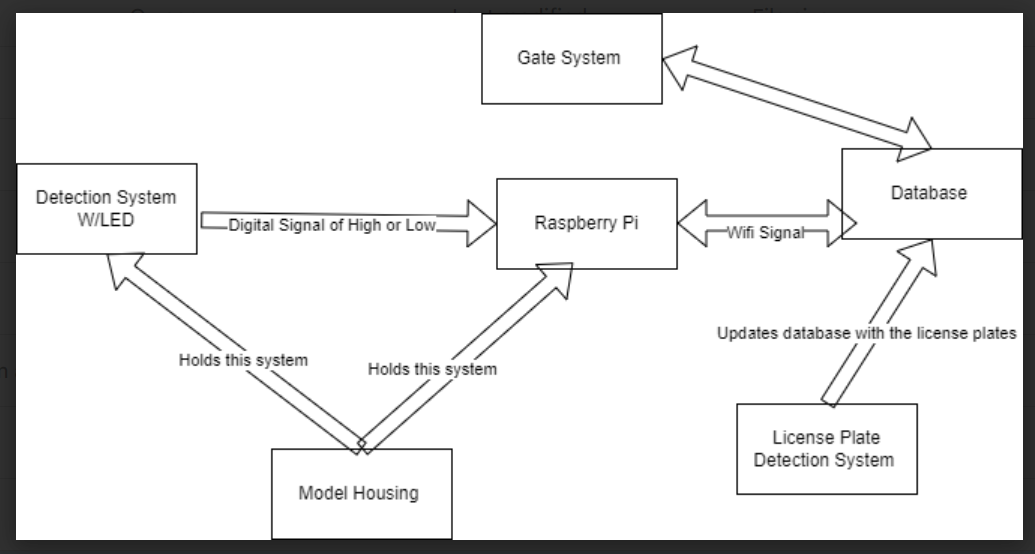 Gate System
Detection System
W/LED
Digital Signal of High or Low
Raspberry Pi
Wifi Signal
Database
Holds this system
Holds this system
Updates database with the license plates
Model Housing
License Plate
Detection System